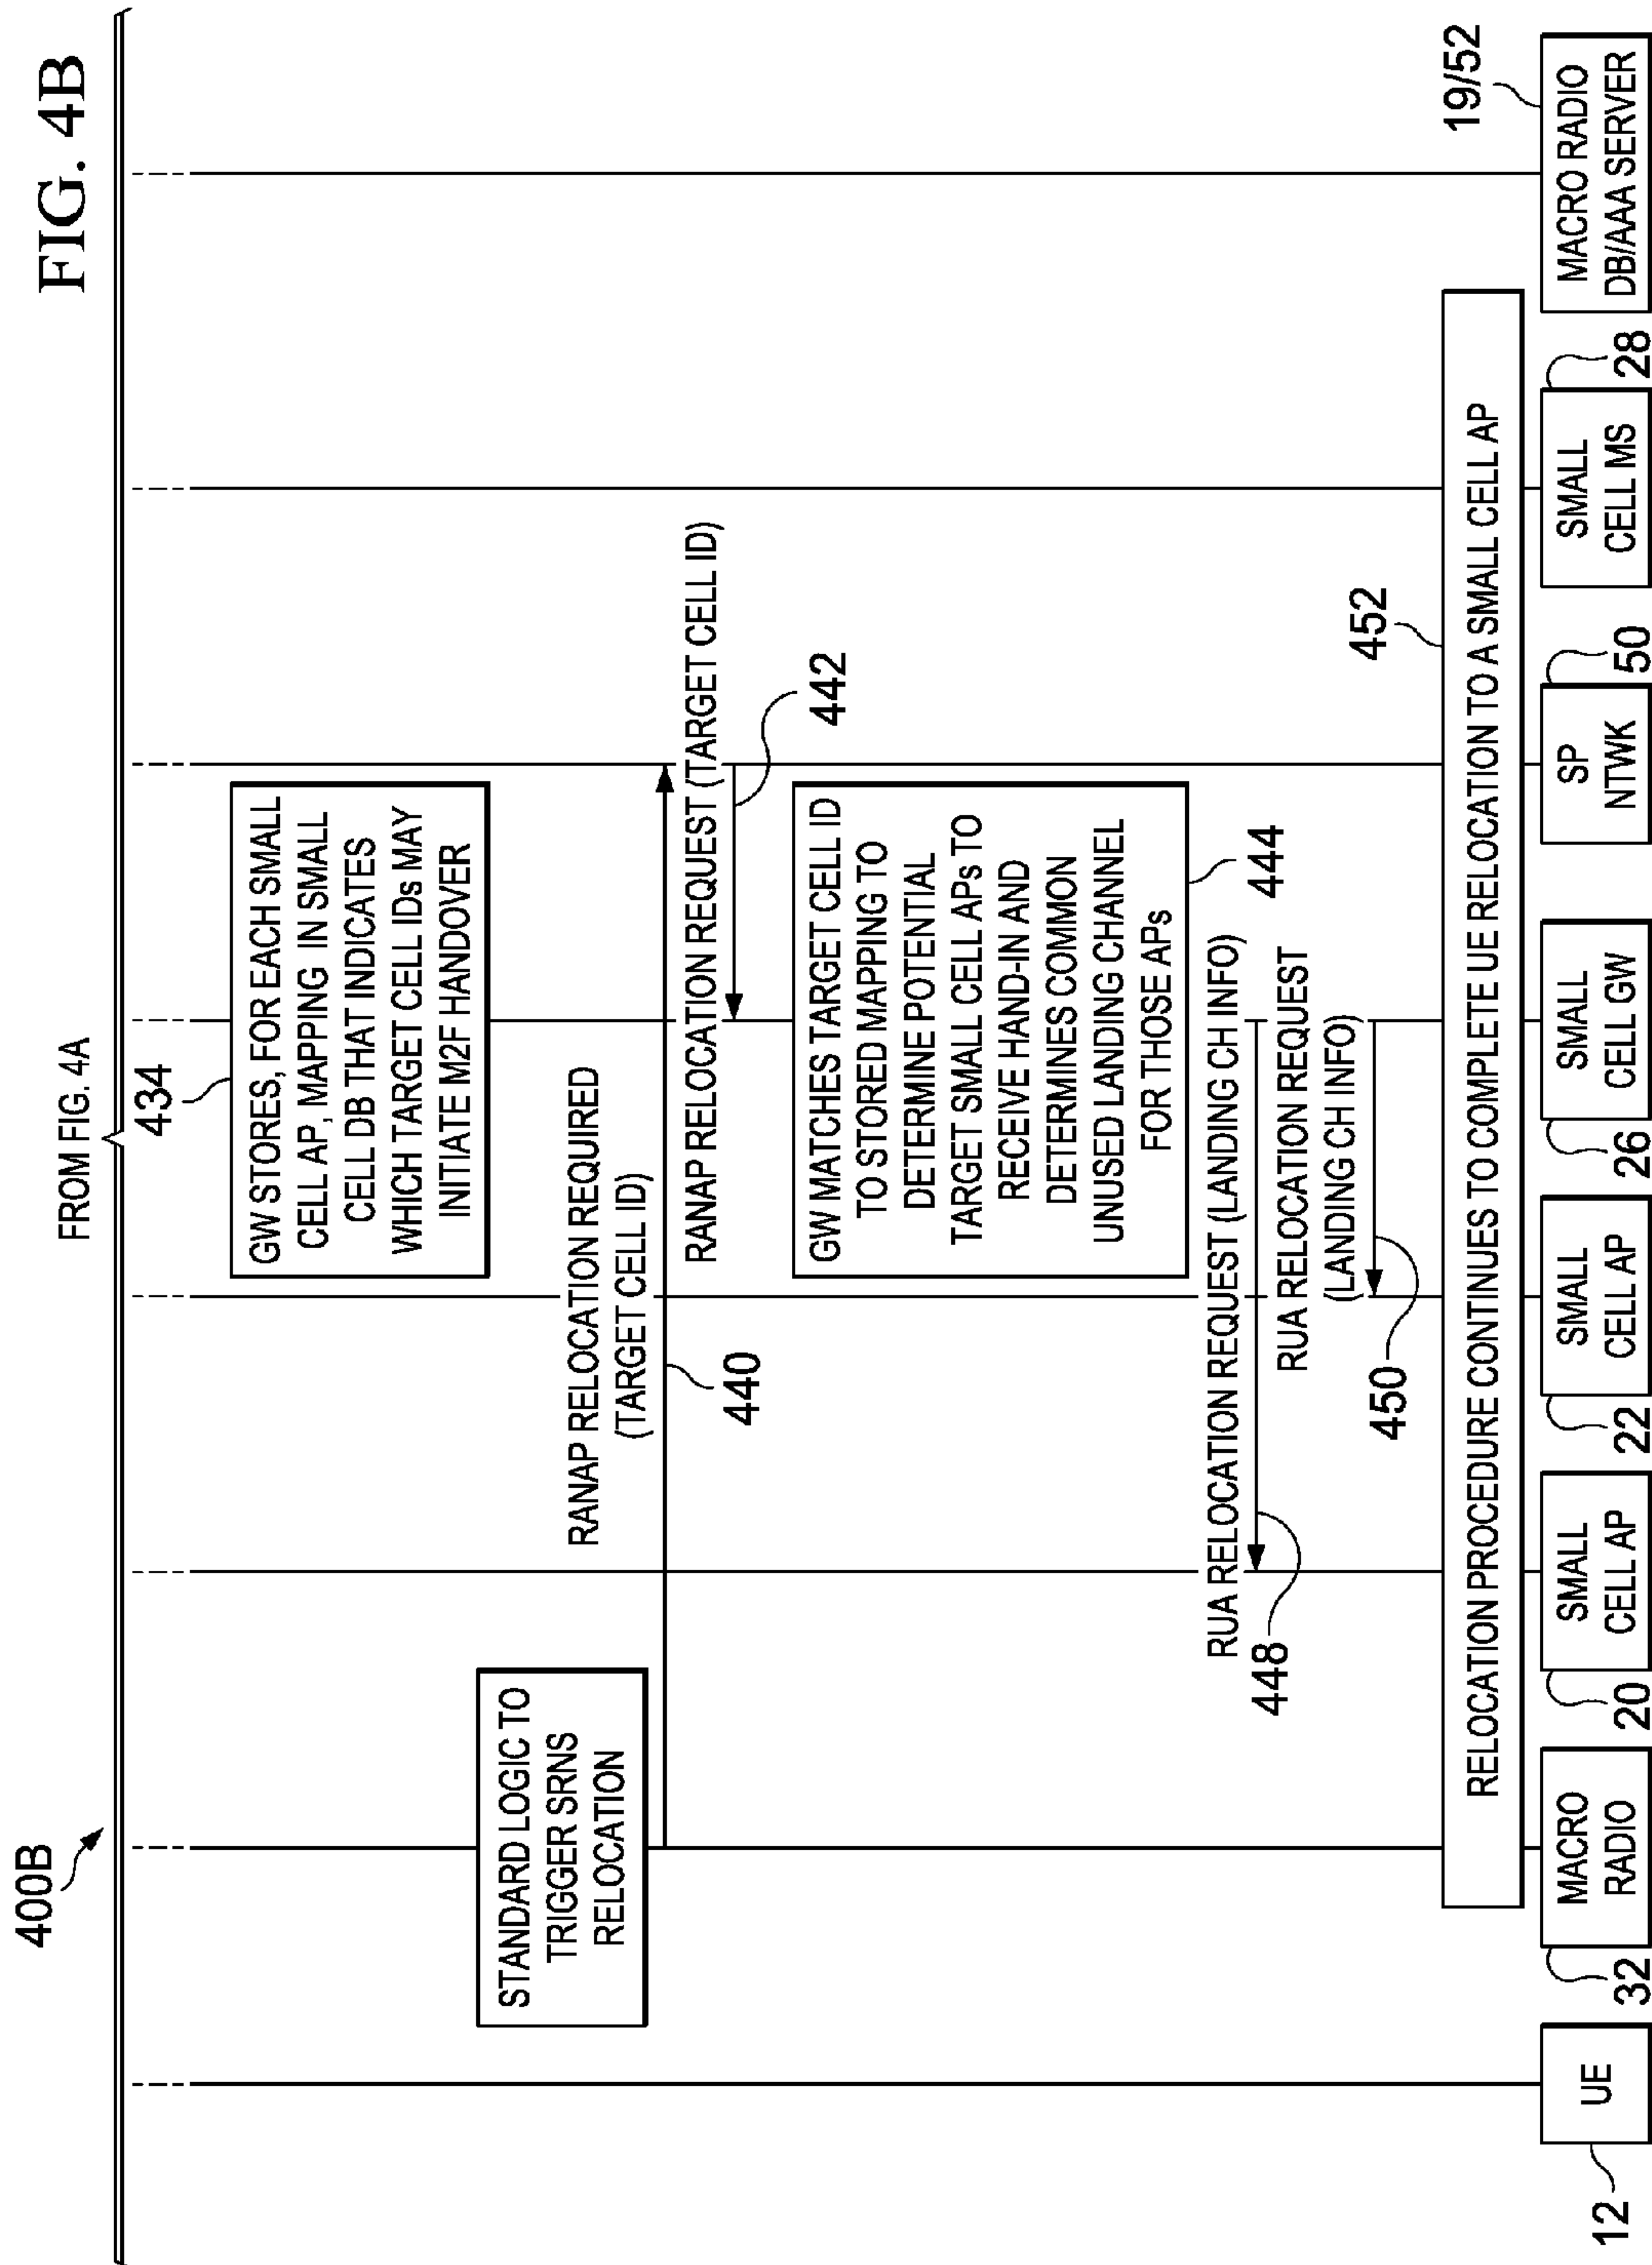 FIG. 4B
400B
FROM FIG. 4A
434
GW STORES, FOR EACH SMALL
CELL AP, MAPPING IN SMALL
CELL DB THAT INDICATES
WHICH TARGET CELL IDs MAY
INITIATE M2F HANDOVER
STANDARD LOGIC TO
TRIGGER SRNS
RELOCATION
RANAP RELOCATION REQUIRED
(TARGET CELL ID)
440
RANAP RELOCATION REQUEST (TARGET CELL ID)
442
GW MATCHES TARGET CELL ID
TO STORED MAPPING TO
DETERMINE POTENTIAL
TARGET SMALL CELL APs TO
RECEIVE HAND-IN AND
DETERMINES COMMON
UNUSED LANDING CHANNEL
FOR THOSE APs
444
RUA RELOCATION REQUEST (LANDING CH INFO)
448
RUA RELOCATION REQUEST
(LANDING CH INFO)
450
452
RELOCATION PROCEDURE CONTINUES TO COMPLETE UE RELOCATION TO A SMALL CELL AP
12
UE
32
MACRO
RADIO
20
SMALL
CELL AP
22
SMALL
CELL AP
26
SMALL
CELL GW
50
SP
NTWK
28
SMALL
CELL MS
19/52
MACRO RADIO
DB/AAA SERVER